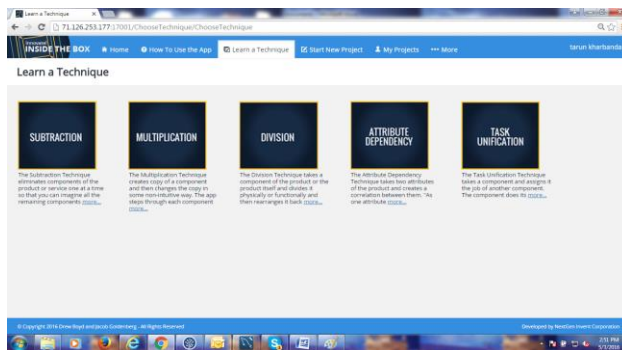 Learn a Technique
71.126.253.177:17001/ChooseTechnique/ChooseTechnique
INSIDE THE BOX Home How To Use the App Learn a Technique Start New Project My Projects More tarun kharbanda
Learn a Technique
SUBTRACTION
The Subtraction Technique
eliminates components of the
product or service one at a time
so that you can imagine all the
remaining components more...
MULTIPLICATION
The Multiplication Technique
creates copy of a component
and then changes the copy in
some non-intuitive way. The app
steps through each component
more...
DIVISION
The Division Technique takes a
component of the product or the
product itself and divides it
physically or functionally and
then rearranges it back more...
ATTRIBUTE
DEPENDENCY
The Attribute Dependency
Technique takes two attributes
of the product and creates a
correlation between them. "As
one attribute more...
TASK
UNIFICATION
The Task Unification Technique
takes a component and assigns it
the job of another component.
The component does its more...
© Copyright 2016 Drew Boyd and Jacob Goldenberg - All Rights Reserved
Developed by NextGen Invent Corporation
2:51 PM